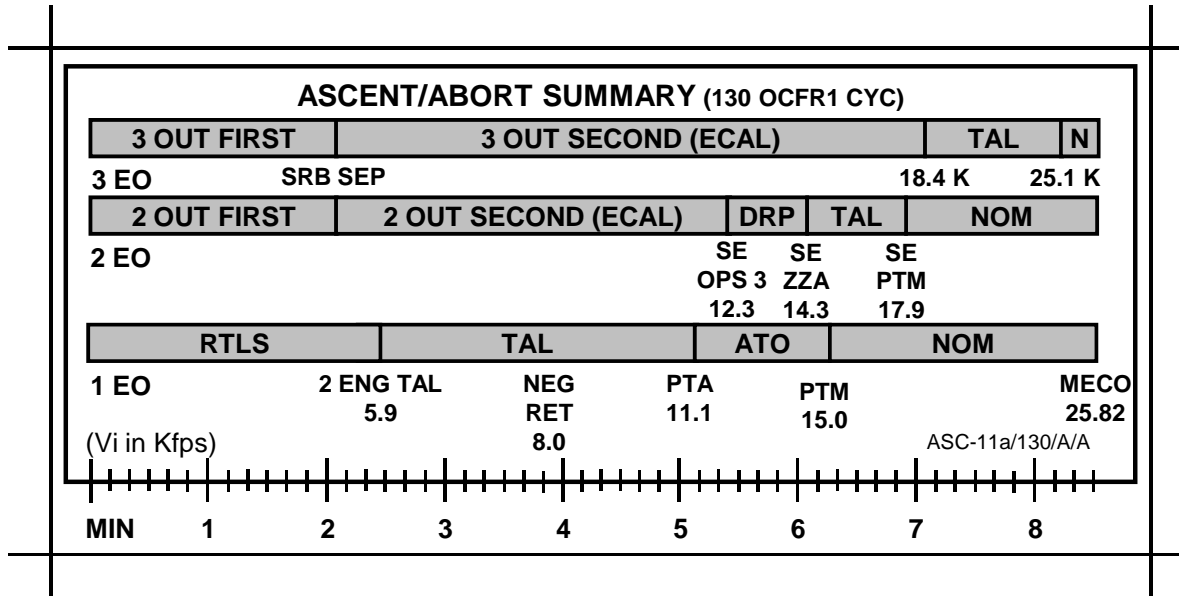 ASCENT/ABORT SUMMARY (130 OCFR1 CYC)
3 OUT FIRST 3 OUT SECOND (ECAL) TAL N
3 EO SRB SEP 18.4 K 25.1 K
2 OUT FIRST 2 OUT SECOND (ECAL) DRP TAL NOM
2 EO SE SE SE
OPS 3 ZZA PTM
12.3 14.3 17.9
RTLS TAL ATO NOM
1 EO 2 ENG TAL NEG PTA PTM MECO
5.9 RET 11.1 15.0 25.82
(Vi in Kfps) 8.0 ASC-11a/130/A/A
MIN 1 2 3 4 5 6 7 8